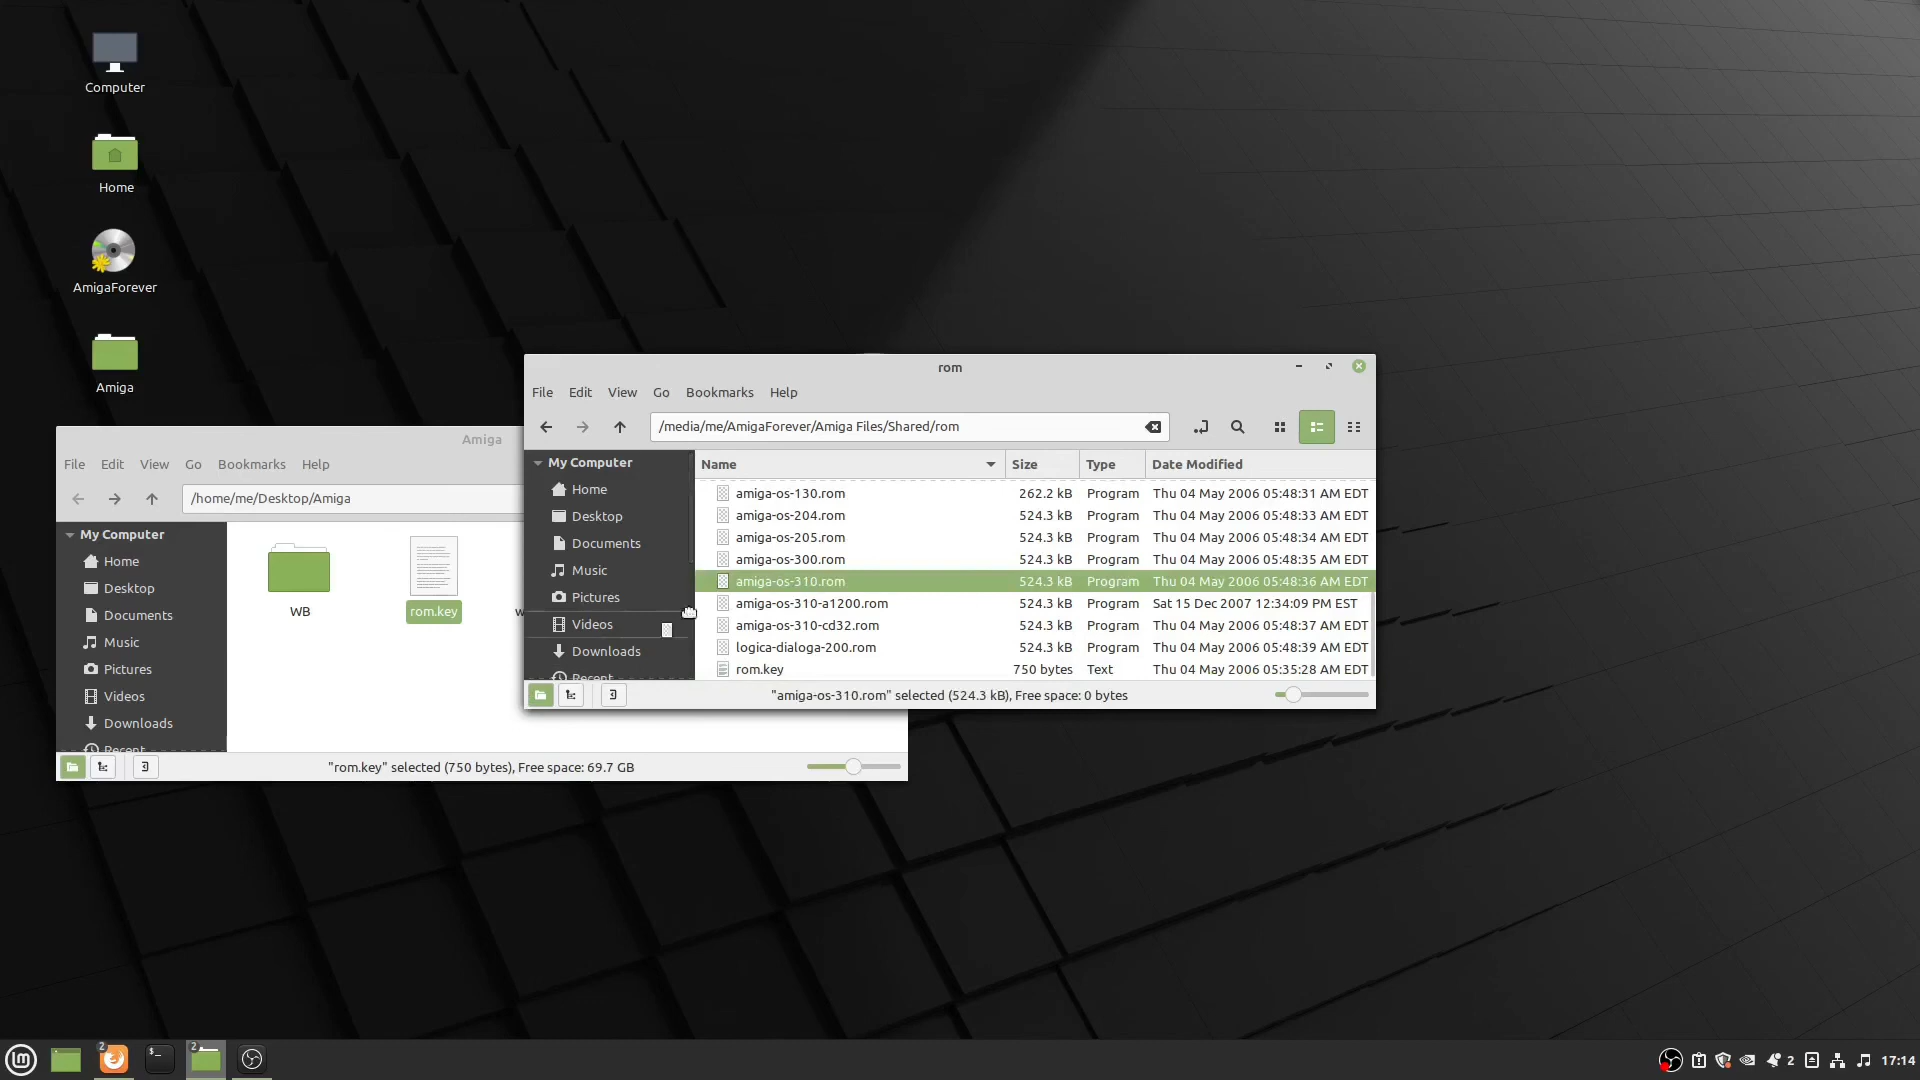 Computer
Home
AmigaForever
Amiga
Amiga
File Edit View Go Bookmarks Help
/home/me/Desktop/Amiga
My Computer
Home
Desktop
Documents
Music
Pictures
Videos
Downloads
Recent
WB
rom.key
w
"rom.key" selected (750 bytes), Free space: 69.7 GB
rom
File Edit View Go Bookmarks Help
/media/me/AmigaForever/Amiga Files/Shared/rom
My Computer
Home
Desktop
Documents
Music
Pictures
Videos
Downloads
Recent
Name Size Type Date Modified
amiga-os-130.rom 262.2 kB Program Thu 04 May 2006 05:48:31 AM EDT
amiga-os-204.rom 524.3 kB Program Thu 04 May 2006 05:48:33 AM EDT
amiga-os-205.rom 524.3 kB Program Thu 04 May 2006 05:48:34 AM EDT
amiga-os-300.rom 524.3 kB Program Thu 04 May 2006 05:48:35 AM EDT
amiga-os-310.rom 524.3 kB Program Thu 04 May 2006 05:48:36 AM EDT
amiga-os-310-a1200.rom 524.3 kB Program Sat 15 Dec 2007 12:34:09 PM EST
amiga-os-310-cd32.rom 524.3 kB Program Thu 04 May 2006 05:48:37 AM EDT
logica-dialoga-200.rom 524.3 kB Program Thu 04 May 2006 05:48:39 AM EDT
rom.key 750 bytes Text Thu 04 May 2006 05:35:28 AM EDT
"amiga-os-310.rom" selected (524.3 kB), Free space: 0 bytes
2
2
2 17:14